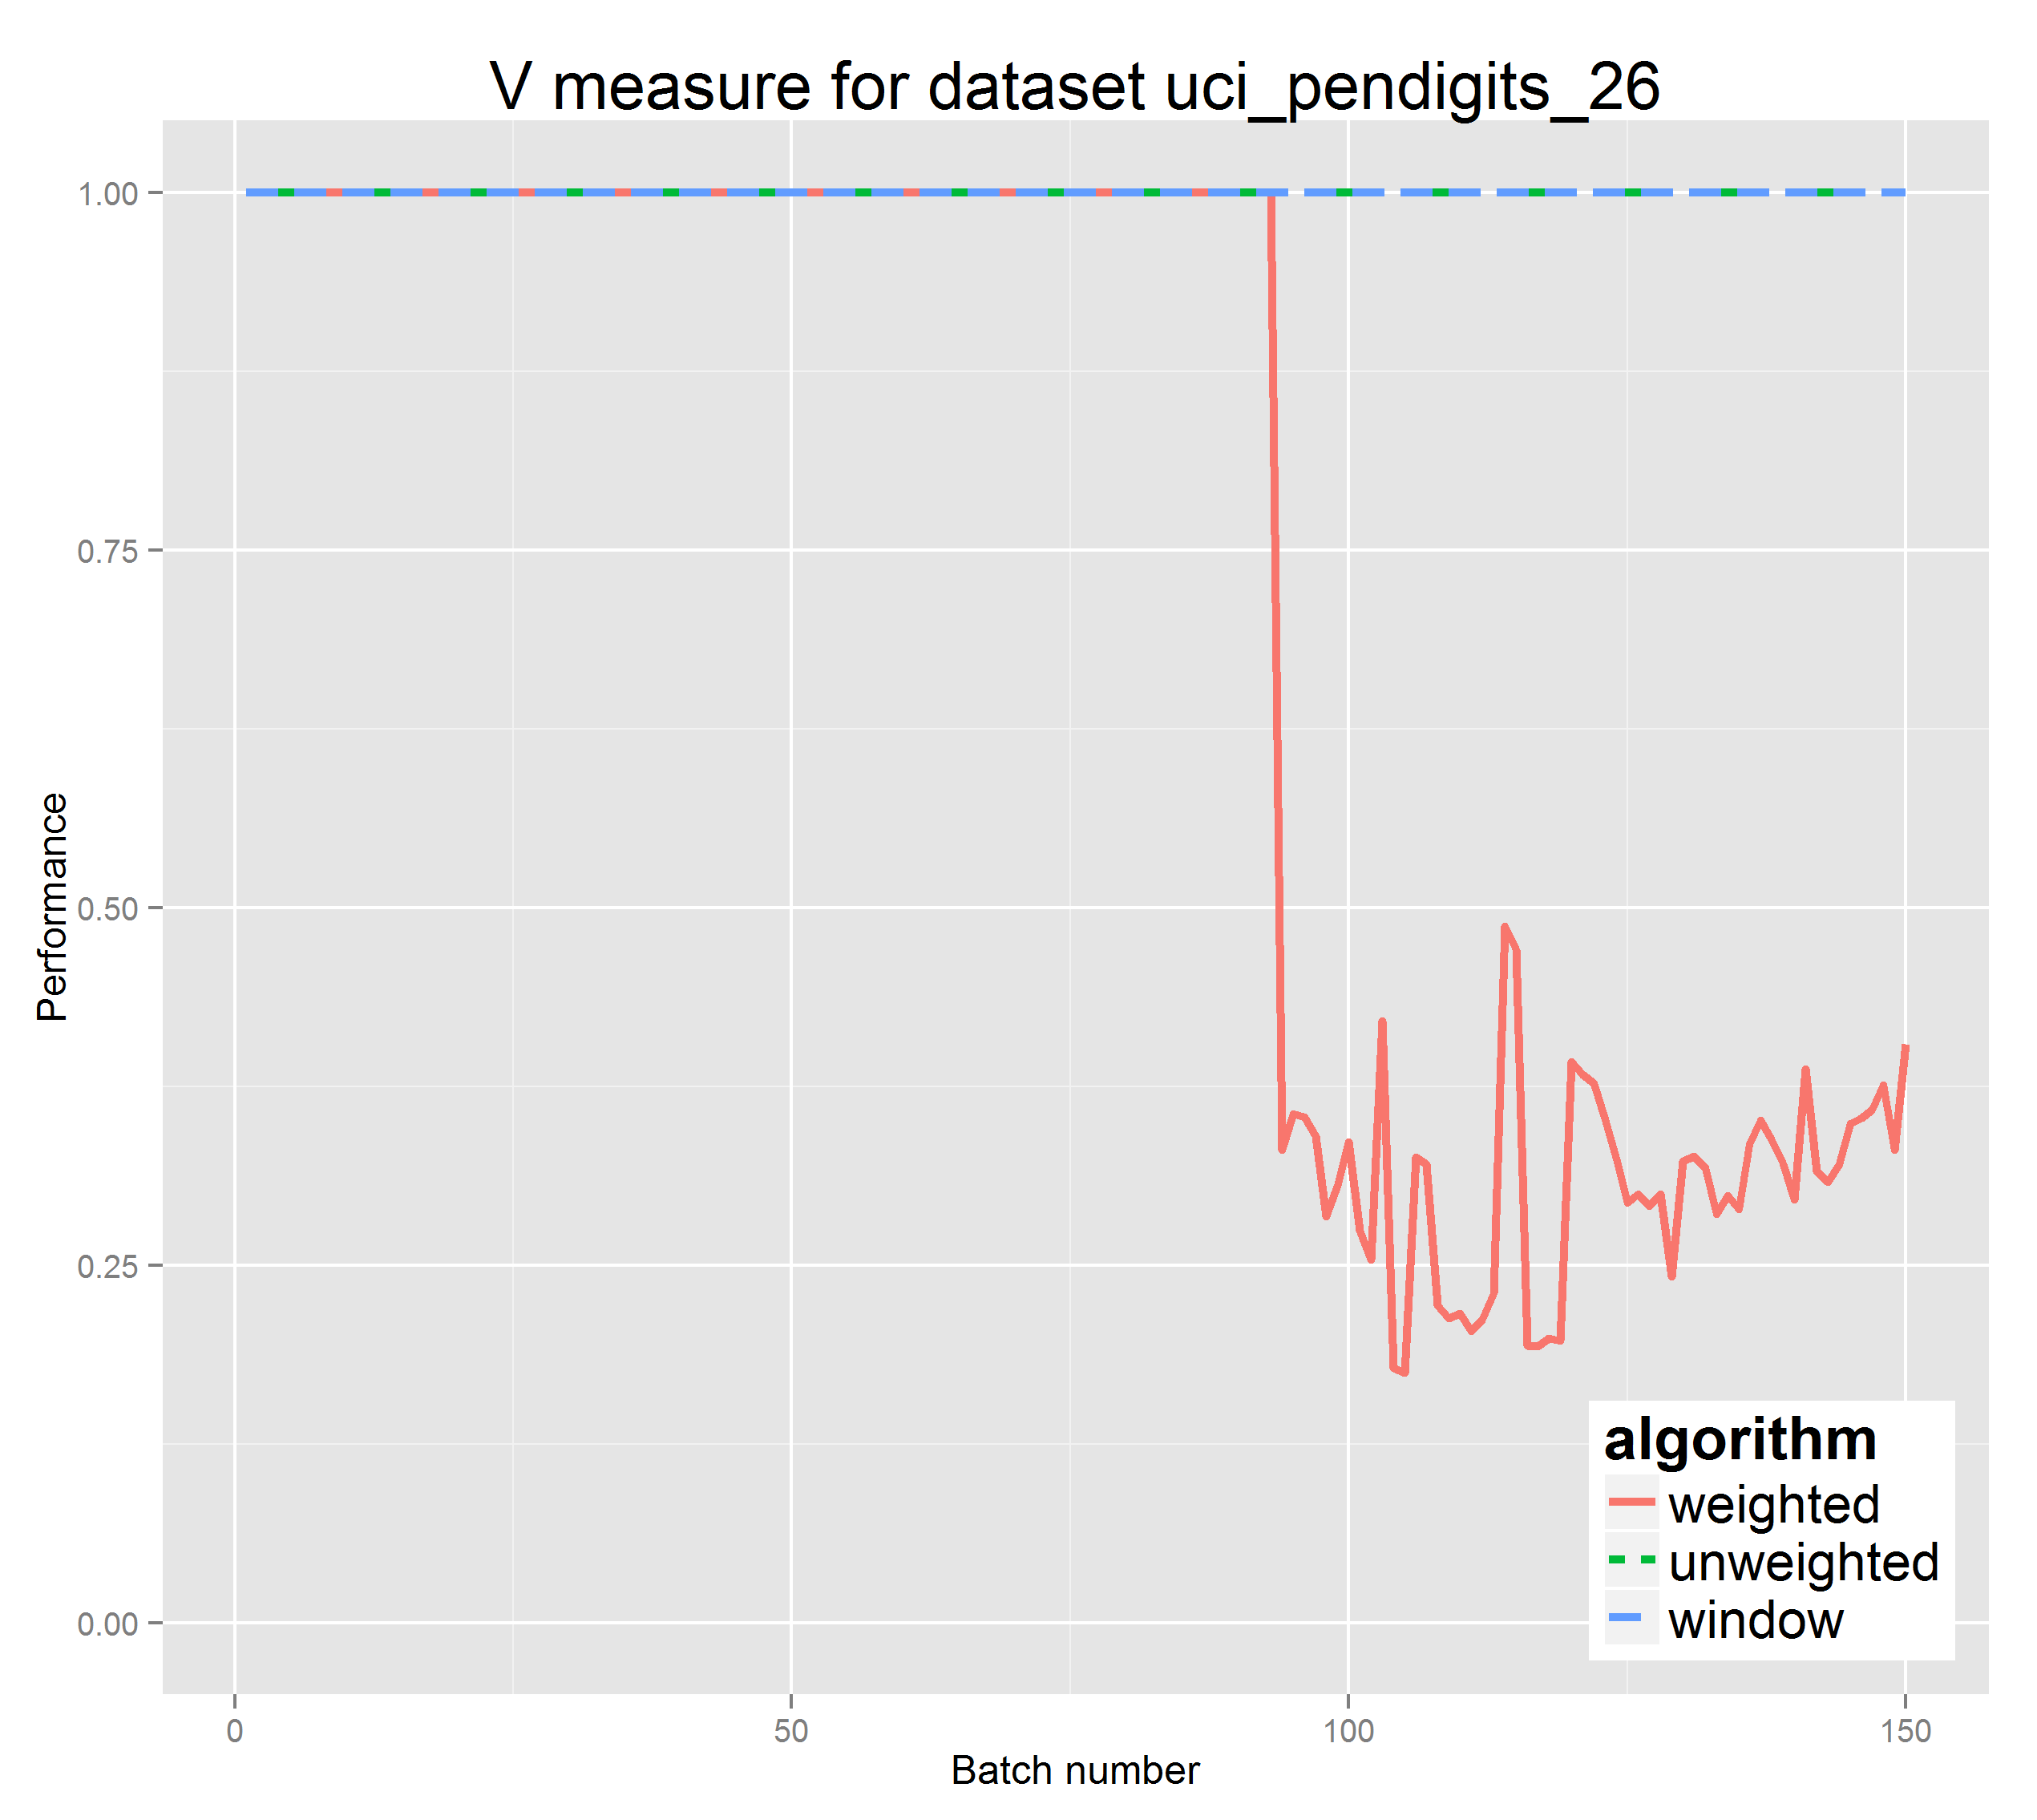 V measure for dataset uci_pendigits_26
1.00
0.75
0.50
0.25
0.00
Performance
0
50
100
150
Batch number
algorithm
weighted
unweighted
window